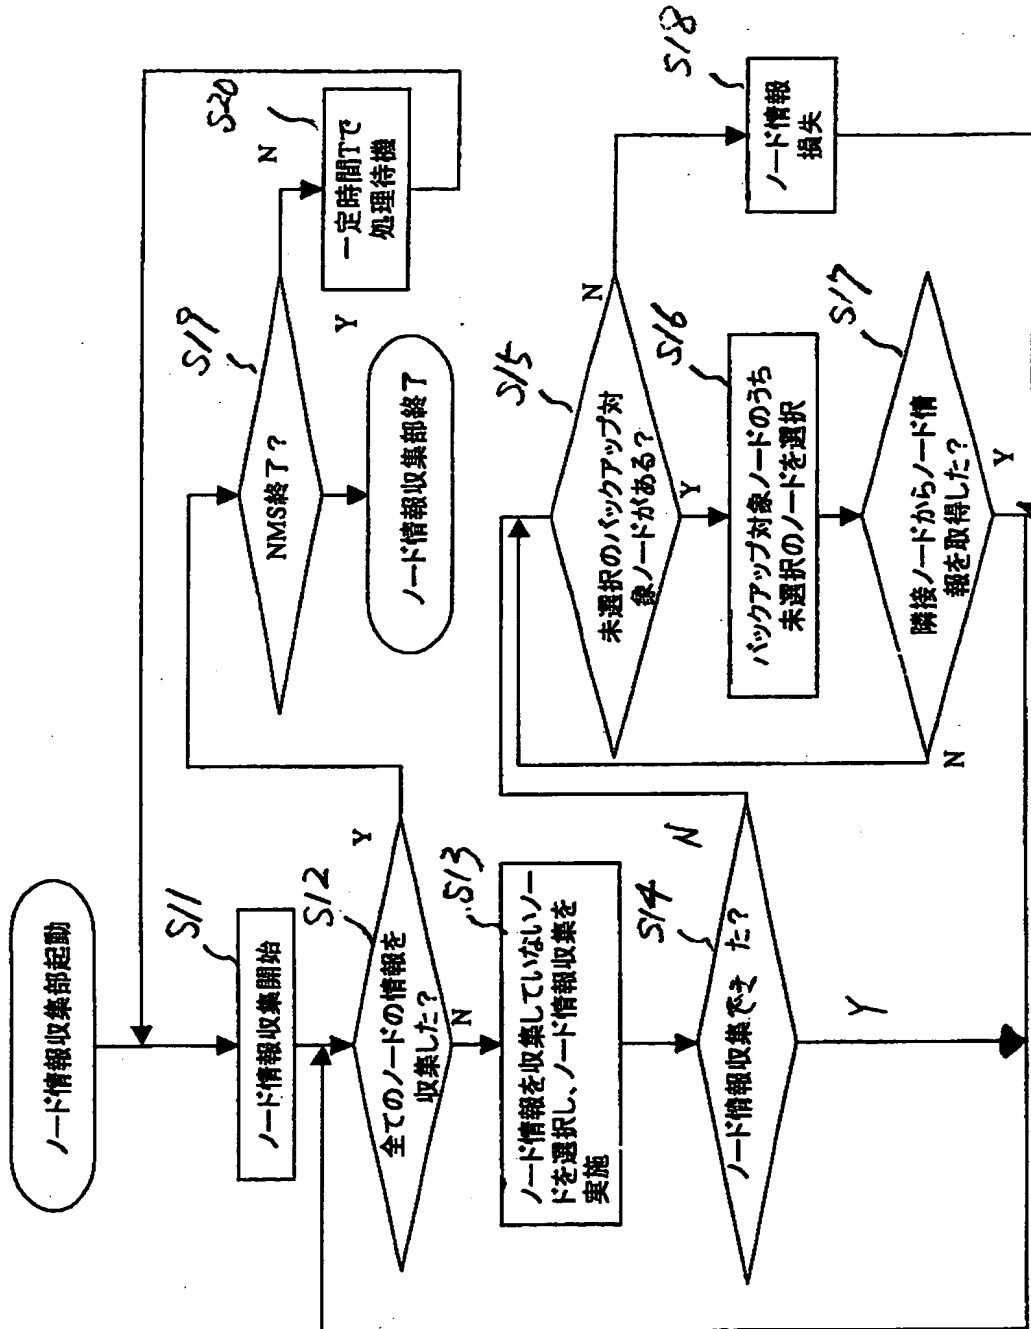 ノード情報収集部起動
S11
ノード情報収集開始
S12
全てのノードの情報を
収集した?
Y
N
S13
ノード情報を収集していないノー
ドを選択し、ノード情報収集を
実施
S14
ノード情報収集でき た?
N
Y
S19
NMS終了?
N
Y
S20
一定時間Tで
処理待機
ノード情報収集部終了
S15
未選択のバックアップ対
象ノードがある?
N
Y
S16
バックアップ対象ノードのうち
未選択のノードを選択
S17
隣接ノードからノード情
報を取得した?
N
Y
S18
ノード情報
損失